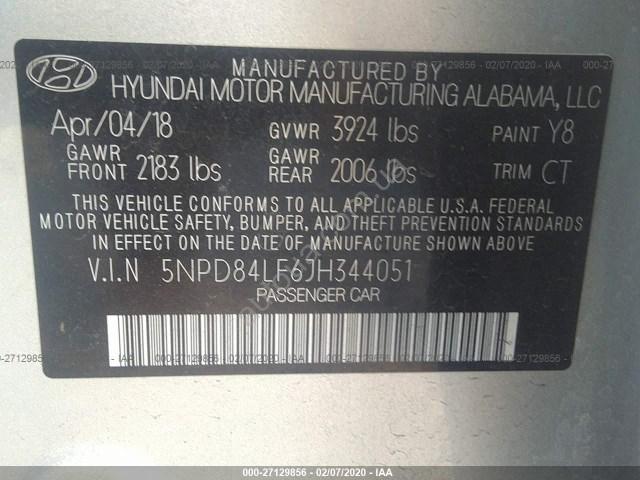 MANUFACTURED BY
HYUNDAI MOTOR MANUFACTURING ALABAMA, LLC
Apr/04/18 GVWR 3924 lbs PAINT Y8
GAWR FRONT 2183 lbs GAWR REAR 2006 lbs TRIM CT
THIS VEHICLE CONFORMS TO ALL APPLICABLE U.S.A. FEDERAL
MOTOR VEHICLE SAFETY, BUMPER, AND THEFT PREVENTION STANDARDS
IN EFFECT ON THE DATE OF MANUFACTURE SHOWN ABOVE.
V.I.N 5NPD84LF6JH344051
PASSENGER CAR
000-27129856 - 02/07/2020 - IAA